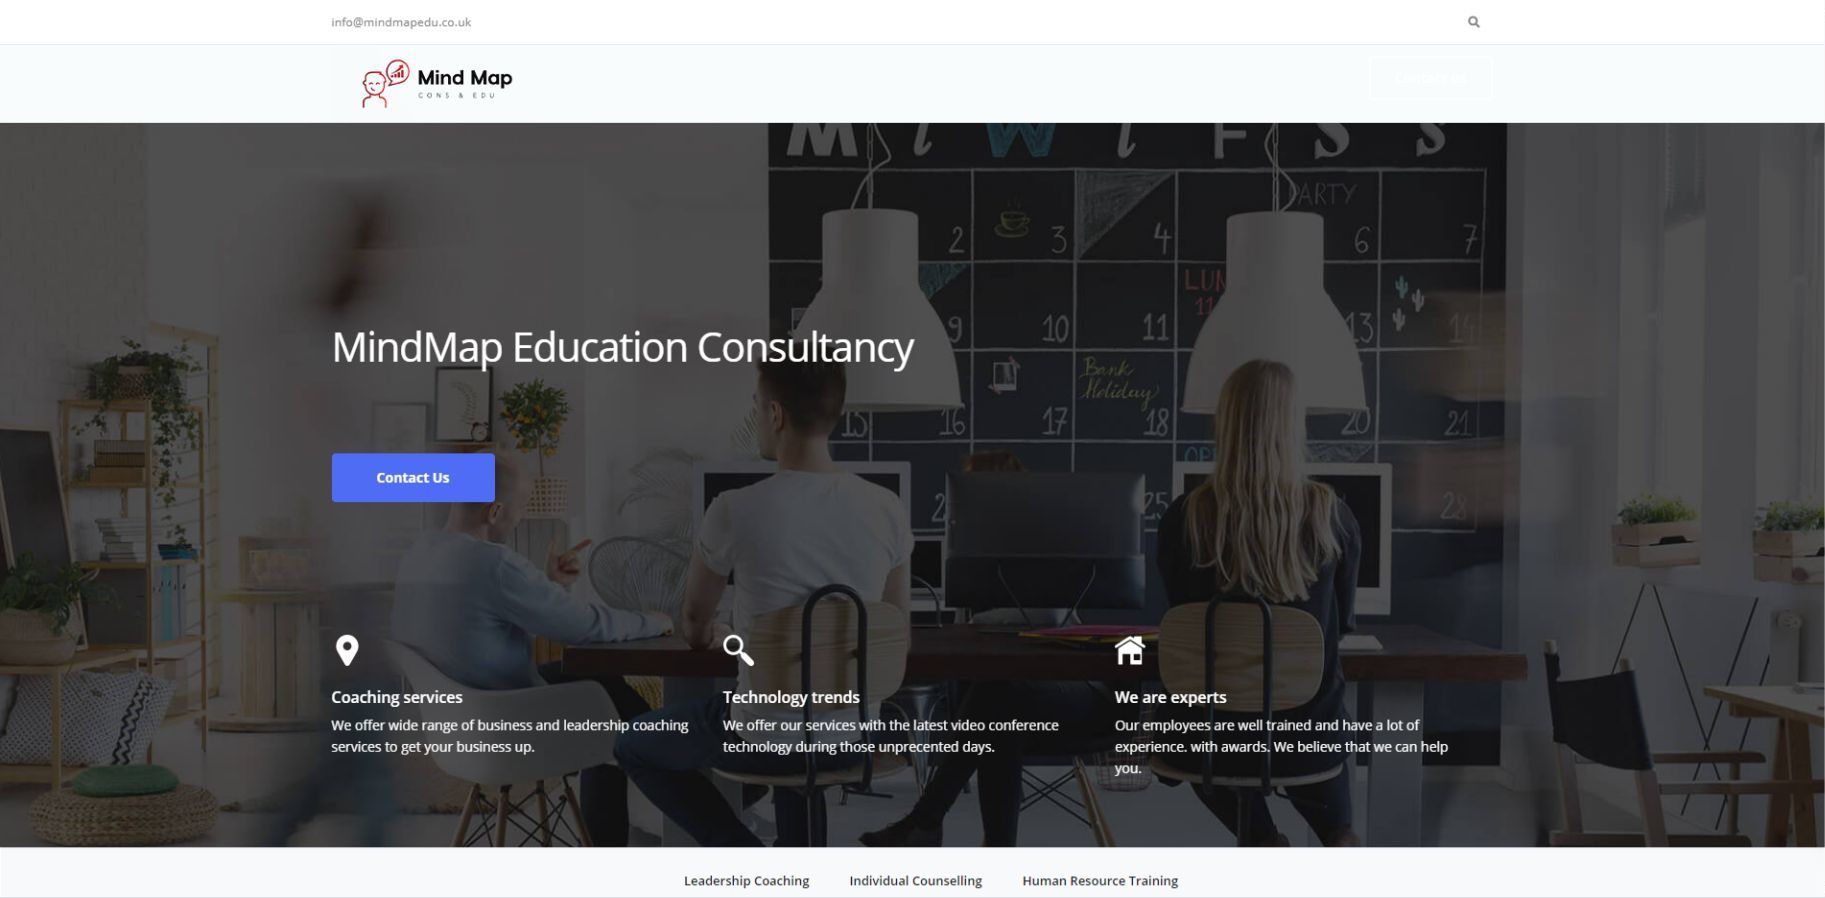 info@mindmapedu.co.uk
Mind Map
CONS & EDU
Contact Us
M T W T F S S
PARTY
2 3 4 6 7
LUN
11
9 10 11 13 14
Bank
Holiday
15 16 17 18 20 21
OP
2 25 28
MindMap Education Consultancy
Contact Us
Coaching services
We offer wide range of business and leadership coaching
services to get your business up.
Technology trends
We offer our services with the latest video conference
technology during those unprecented days.
We are experts
Our employees are well trained and have a lot of
experience. with awards. We believe that we can help
you.
Leadership Coaching Individual Counselling Human Resource Training